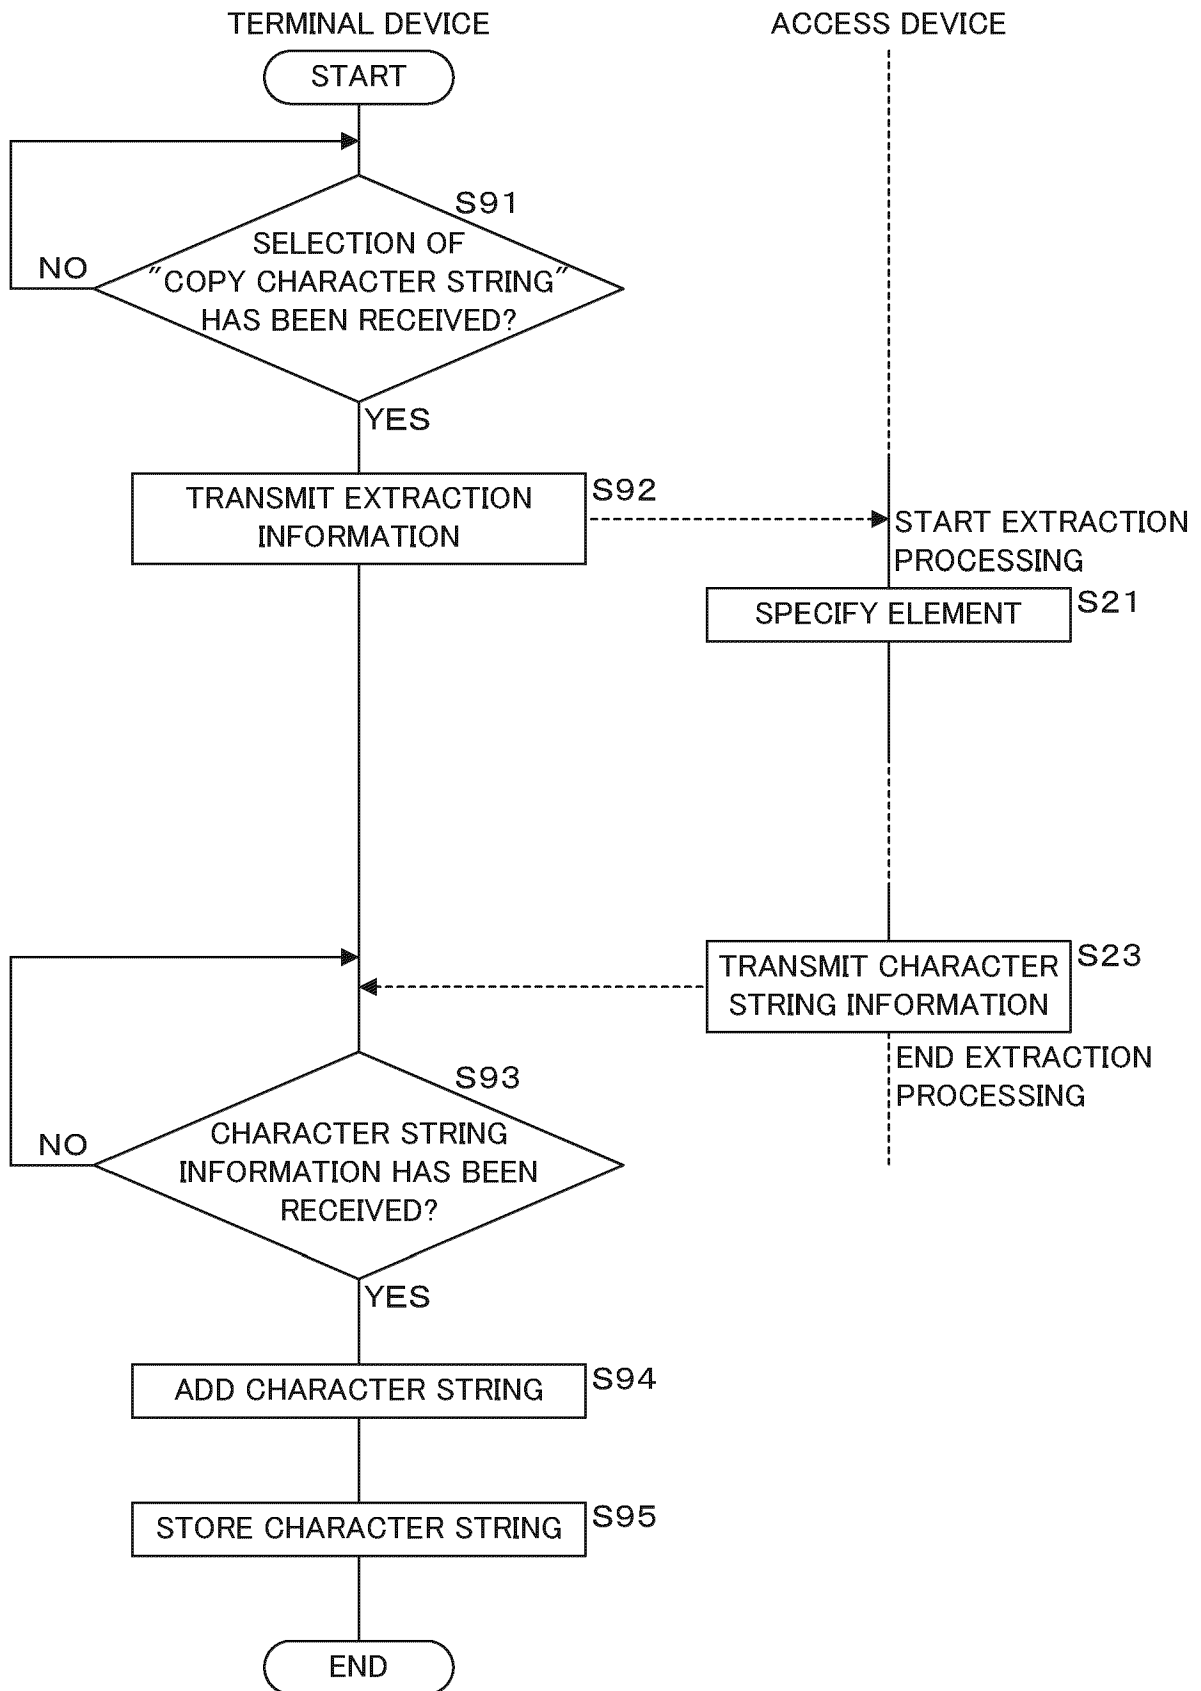 TERMINAL DEVICE
ACCESS DEVICE
START
S91
SELECTION OF
"COPY CHARACTER STRING"
HAS BEEN RECEIVED?
NO
YES
TRANSMIT EXTRACTION
INFORMATION
S92
START EXTRACTION
PROCESSING
SPECIFY ELEMENT
S21
TRANSMIT CHARACTER
STRING INFORMATION
S23
END EXTRACTION
PROCESSING
S93
CHARACTER STRING
INFORMATION HAS BEEN
RECEIVED?
NO
YES
ADD CHARACTER STRING
S94
STORE CHARACTER STRING
S95
END